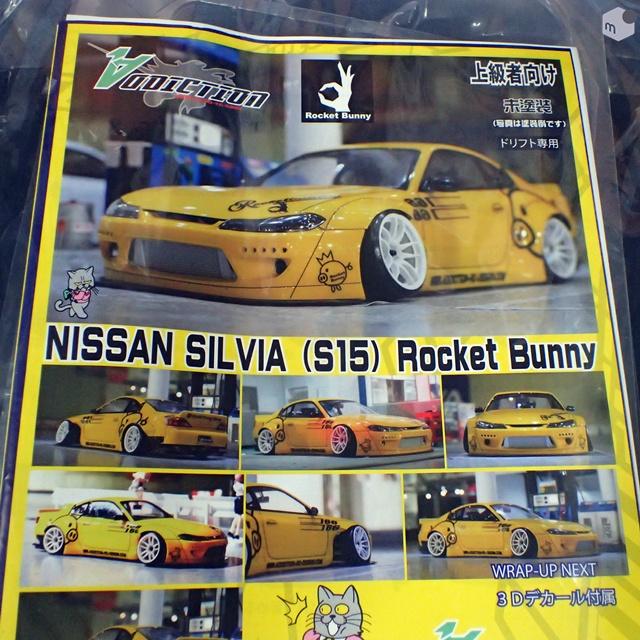 m
ADDICTION
Rocket Bunny
上級者向け
未塗装
(写真は塗装例です)
ドリフト専用
NISSAN SILVIA (S15) Rocket Bunny
WRAP-UP NEXT
3Dデカール付属